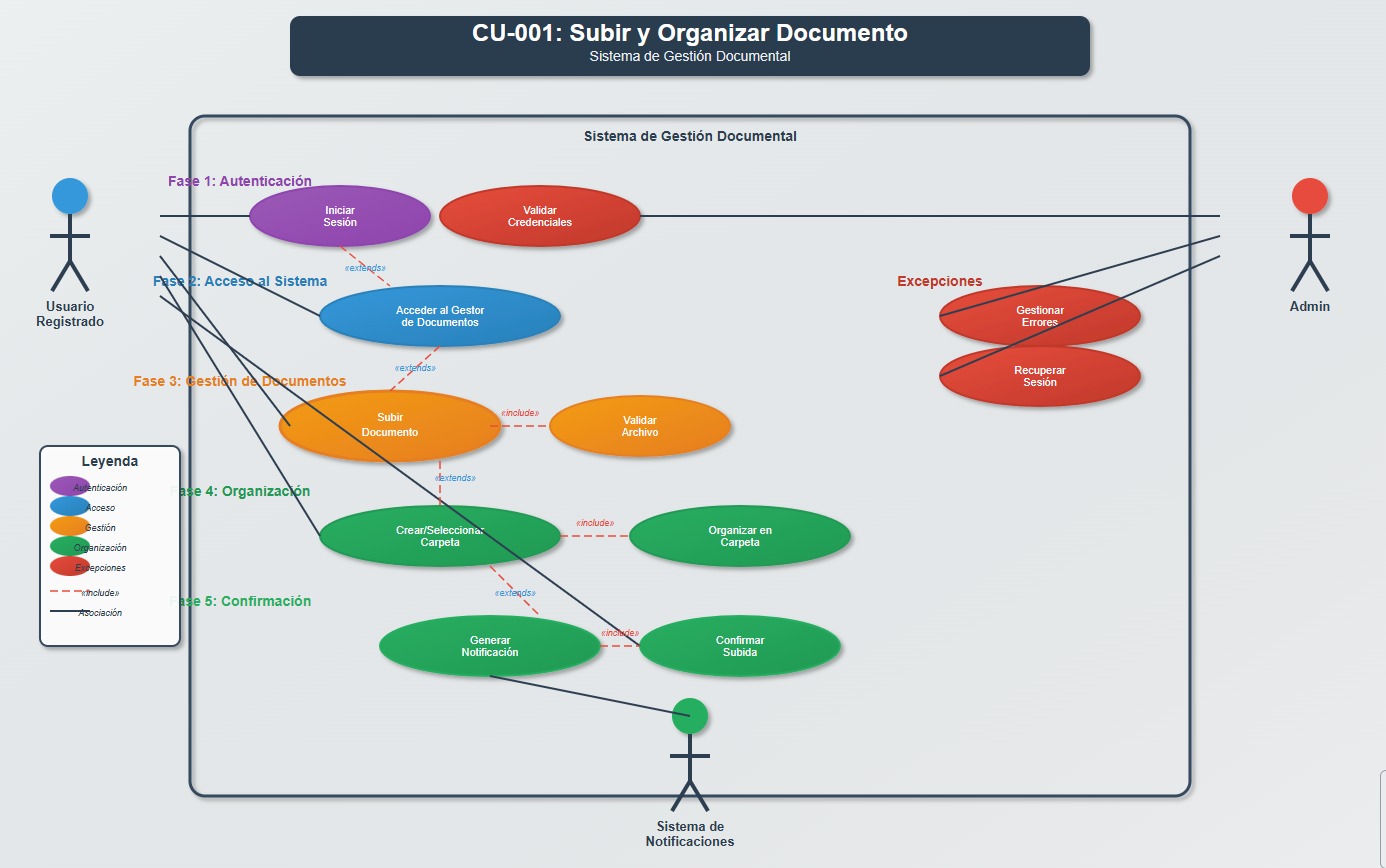 CU-001: Subir y Organizar Documento
Sistema de Gestión Documental
Sistema de Gestión Documental
Fase 1: Autenticación
Iniciar
Sesión
Validar
Credenciales
Usuario
Registrado
Admin
«extends»
Fase 2: Acceso al Sistema
Acceder al Gestor
de Documentos
Excepciones
Gestionar
Errores
Recuperar
Sesión
«extends»
Fase 3: Gestión de Documentos
Subir
Documento
«include»
Validar
Archivo
«extends»
Leyenda
Autenticación
Acceso
Gestión
Organización
Excepciones
«include»
Asociación
Fase 4: Organización
Crear/Seleccionar
Carpeta
«include»
Organizar en
Carpeta
«extends»
Fase 5: Confirmación
Generar
Notificación
«include»
Confirmar
Subida
Sistema de
Notificaciones